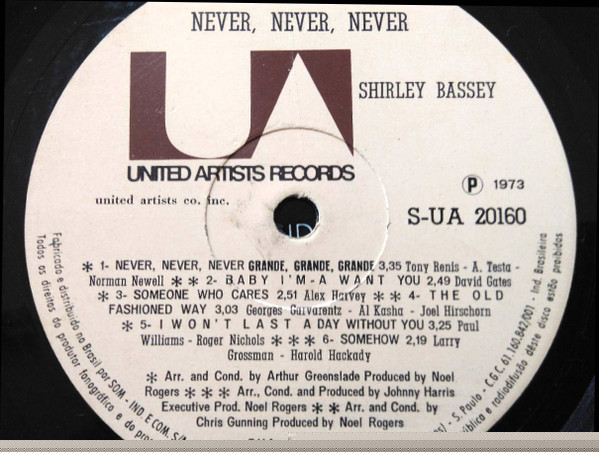 NEVER, NEVER, NEVER
UA
SHIRLEY BASSEY
UNITED ARTISTS RECORDS
united artists co. inc.
P 1973
S-UA 20160
* 1- NEVER, NEVER, NEVER GRANDE, GRANDE, GRANDE 3,35 Tony Renis - A. Testa -
Norman Newell * * 2- BABY I'M-A WANT YOU 2,49 David Gates
* 3- SOMEONE WHO CARES 2,51 Alex Harvey * * 4- THE OLD
FASHIONED WAY 3,03 Georges Garvarentz - Al Kasha - Joel Hirschorn
* 5- I WON'T LAST A DAY WITHOUT YOU 3,25 Paul
Williams - Roger Nichols * * * 6- SOMEHOW 2,19 Larry
Grossman - Harold Hackady
* Arr. and Cond. by Arthur Greenslade Produced by Noel
Rogers * * * Arr., Cond. and Produced by Johnny Harris
Executive Prod. Noel Rogers * * Arr. and Cond. by
Chris Gunning Produced by Noel Rogers
Fabricado e distribuido no Brasil por SOM - IND E COM. S/A
Todos os direitos do produtor fonográfico e do pro
S. Paulo - C.G.C. 61.160.842/001 - Ind. Brasileira
blica e radiodifusão dêste disco estão proibidas